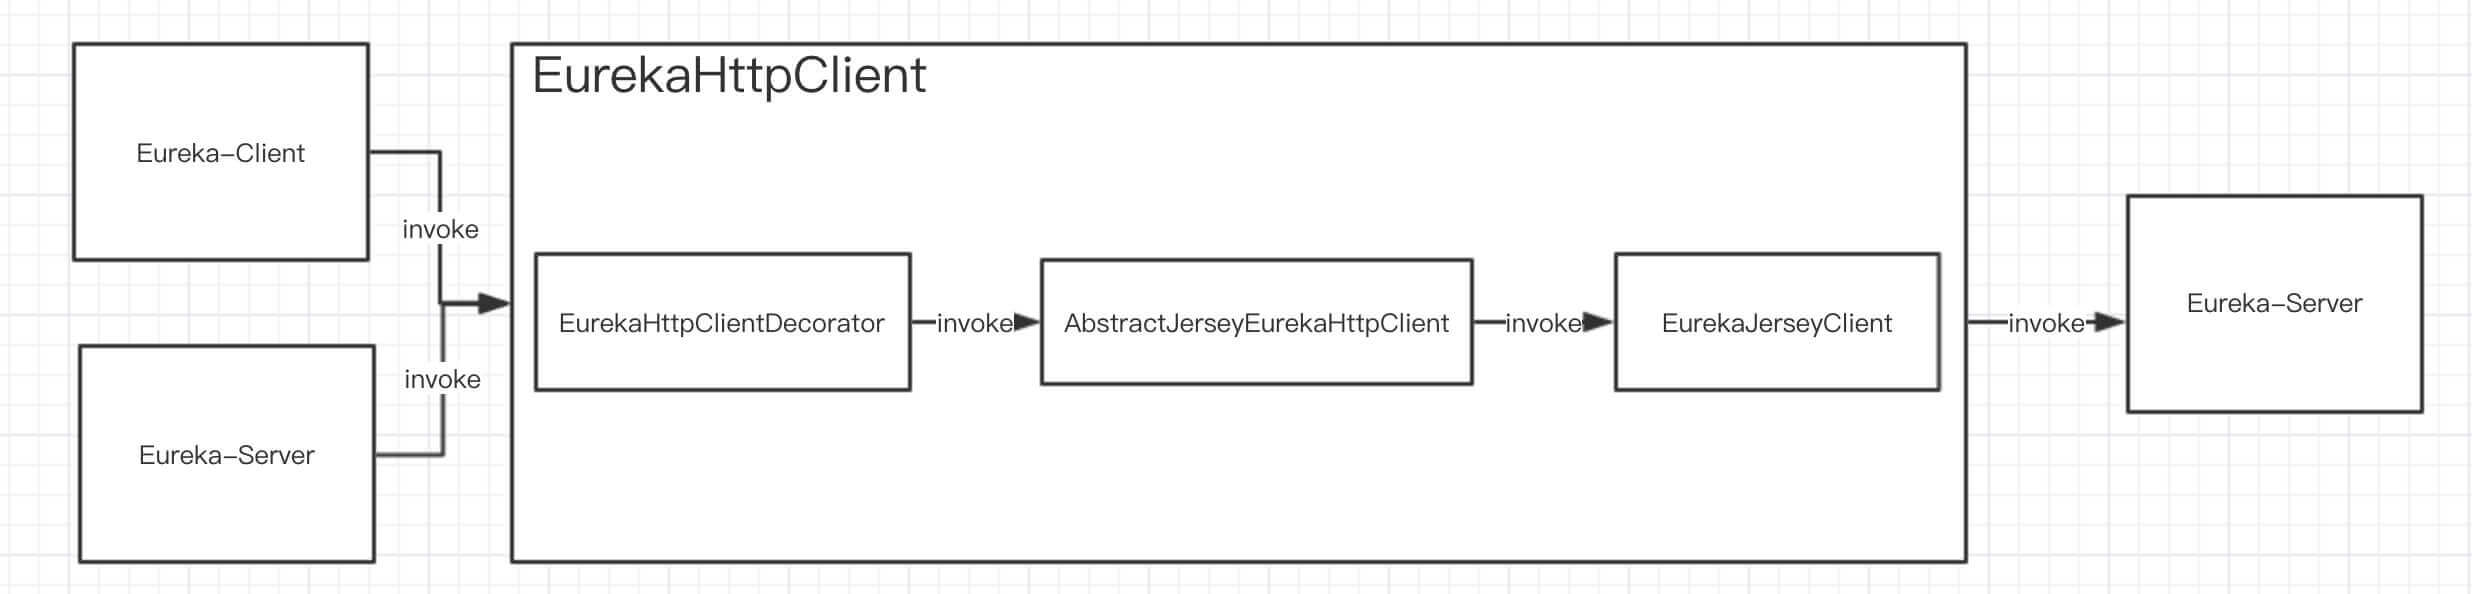 EurekaHttpClient
Eureka–Client
invoke
EurekaHttpClientDecorator
invoke
AbstractJerseyEurekaHttpClient
invoke
EurekaJerseyClient
invoke
Eureka–Server
invoke
Eureka–Server